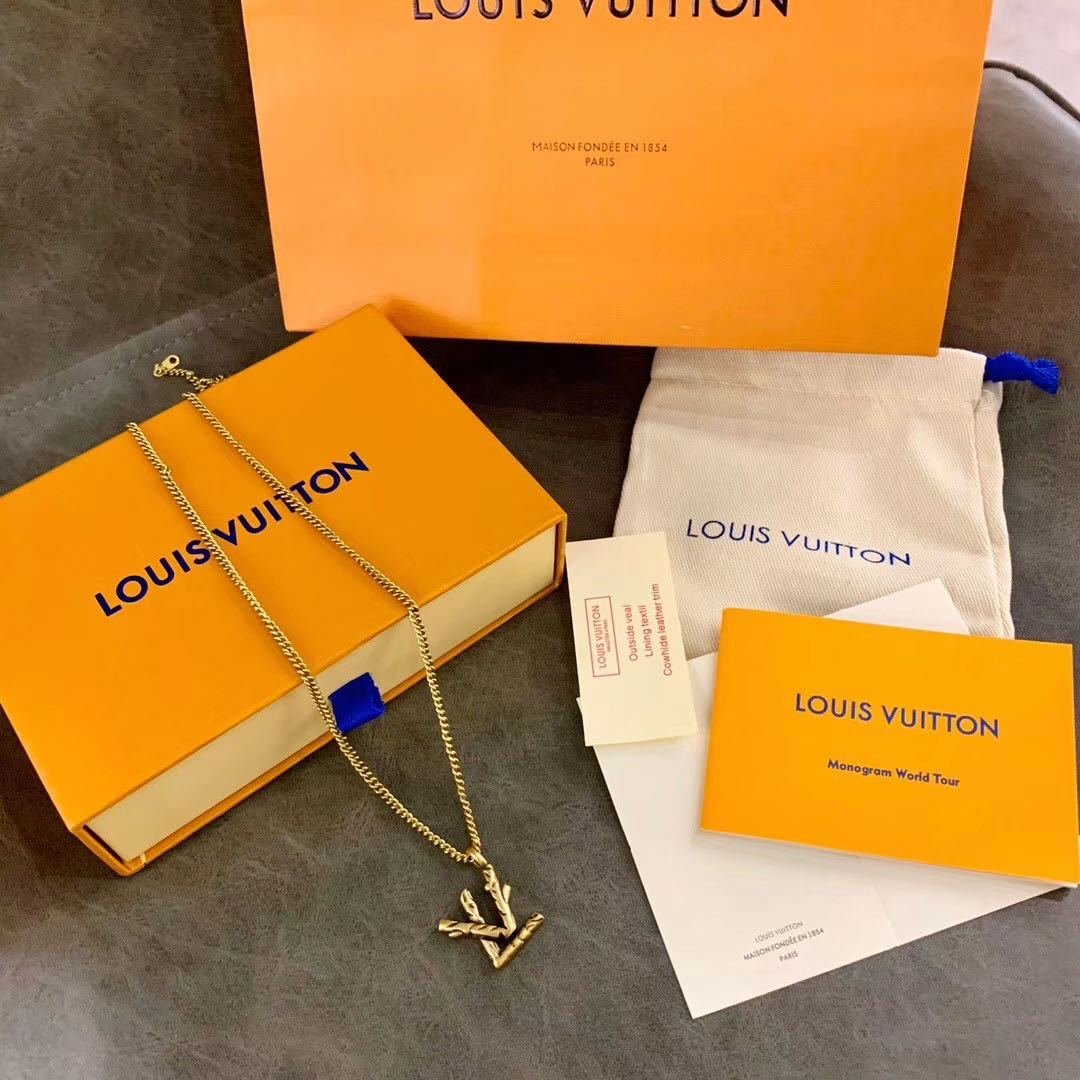 LOUIS VUITTON
MAISON FONDÉE EN 1854
PARIS
LOUIS VUITTON
LOUIS VUITTON
LOUIS VUITTON
Outside veal
Lining textil
Cowhide leather trim
LOUIS VUITTON
Monogram World Tour
LOUIS VUITTON
MAISON FONDÉE EN 1854
PARIS